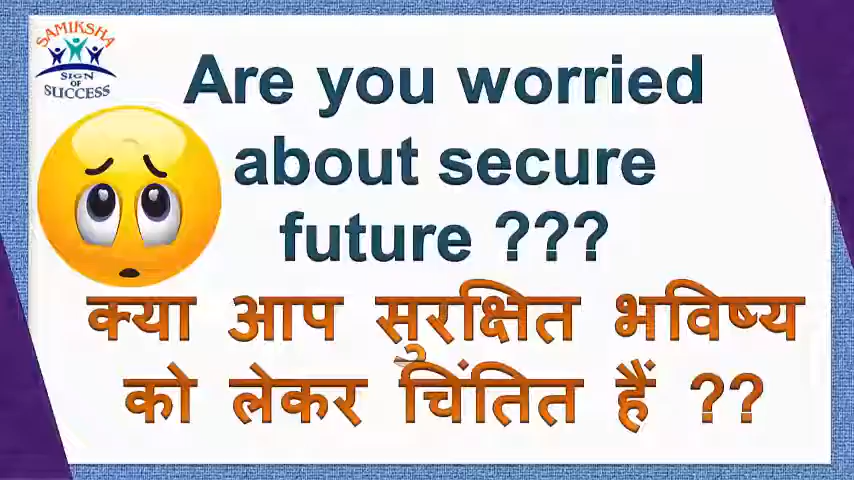 SAMIKSHA
SIGN
OF
SUCCESS
Are you worried
about secure
future ???
क्या आप सुरक्षित भविष्य
को लेकर चिंतित हैं ??